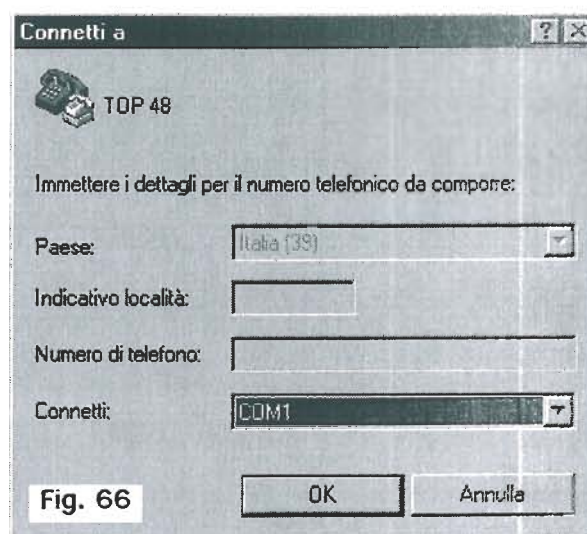 Connetti a
TOP 48
Immettere i dettagli per il numero telefonico da comporre:
Paese: Italia (39)
Indicativo località:
Numero di telefono:
Connetti: COM1
OK Annulla
Fig. 66